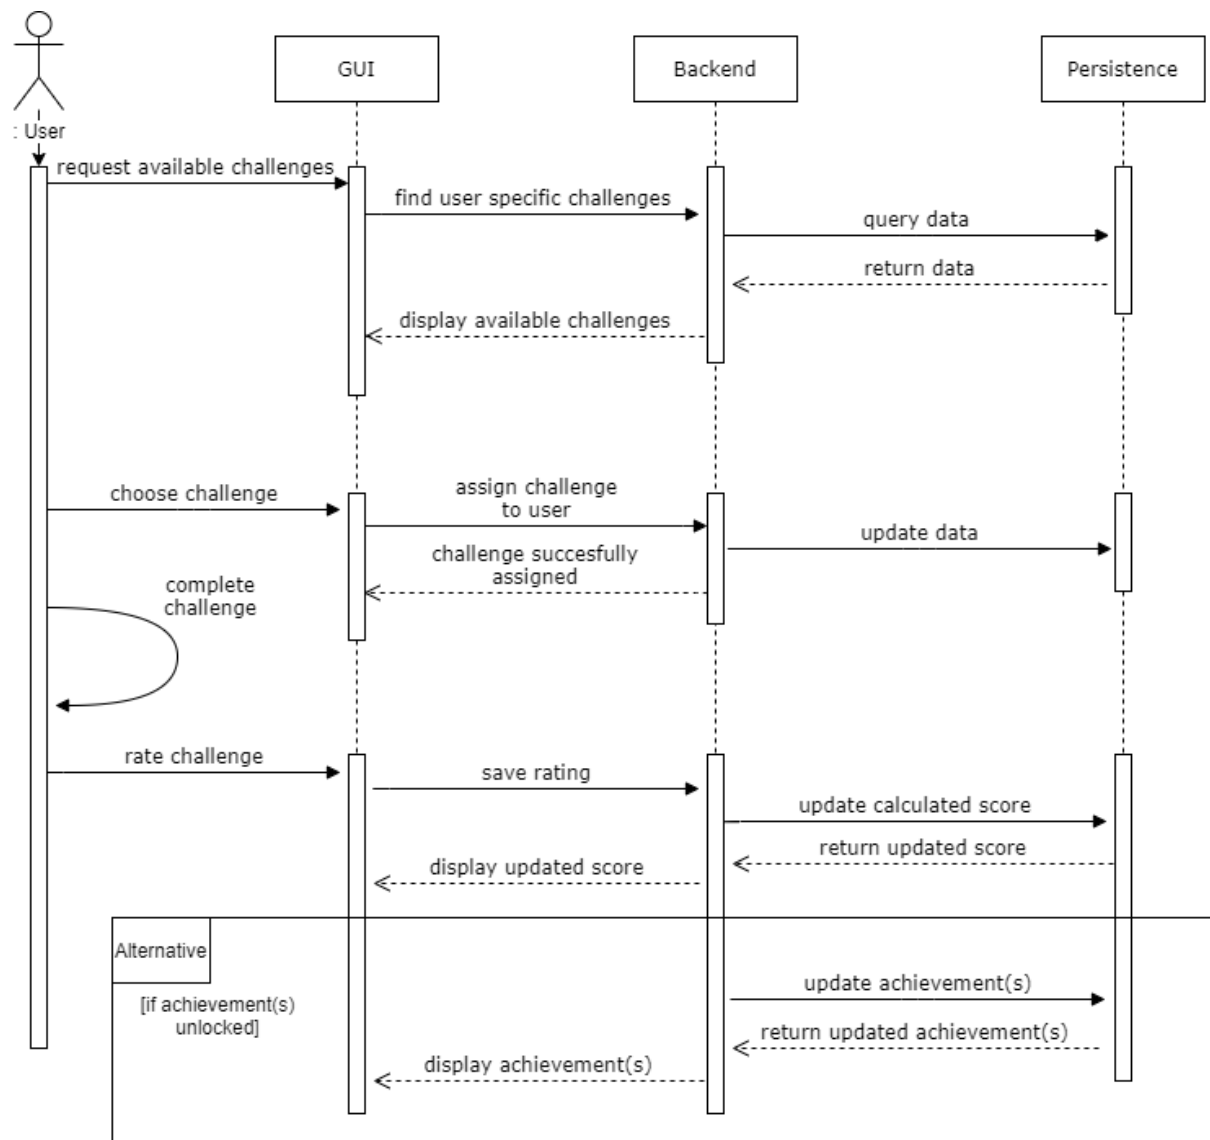 GUI
Backend
Persistence
: User
request available challenges
find user specific challenges
query data
return data
display available challenges
choose challenge
assign challenge
to user
update data
challenge succesfully
assigned
complete
challenge
rate challenge
save rating
update calculated score
return updated score
display updated score
Alternative
[if achievement(s)
unlocked]
update achievement(s)
return updated achievement(s)
display achievement(s)